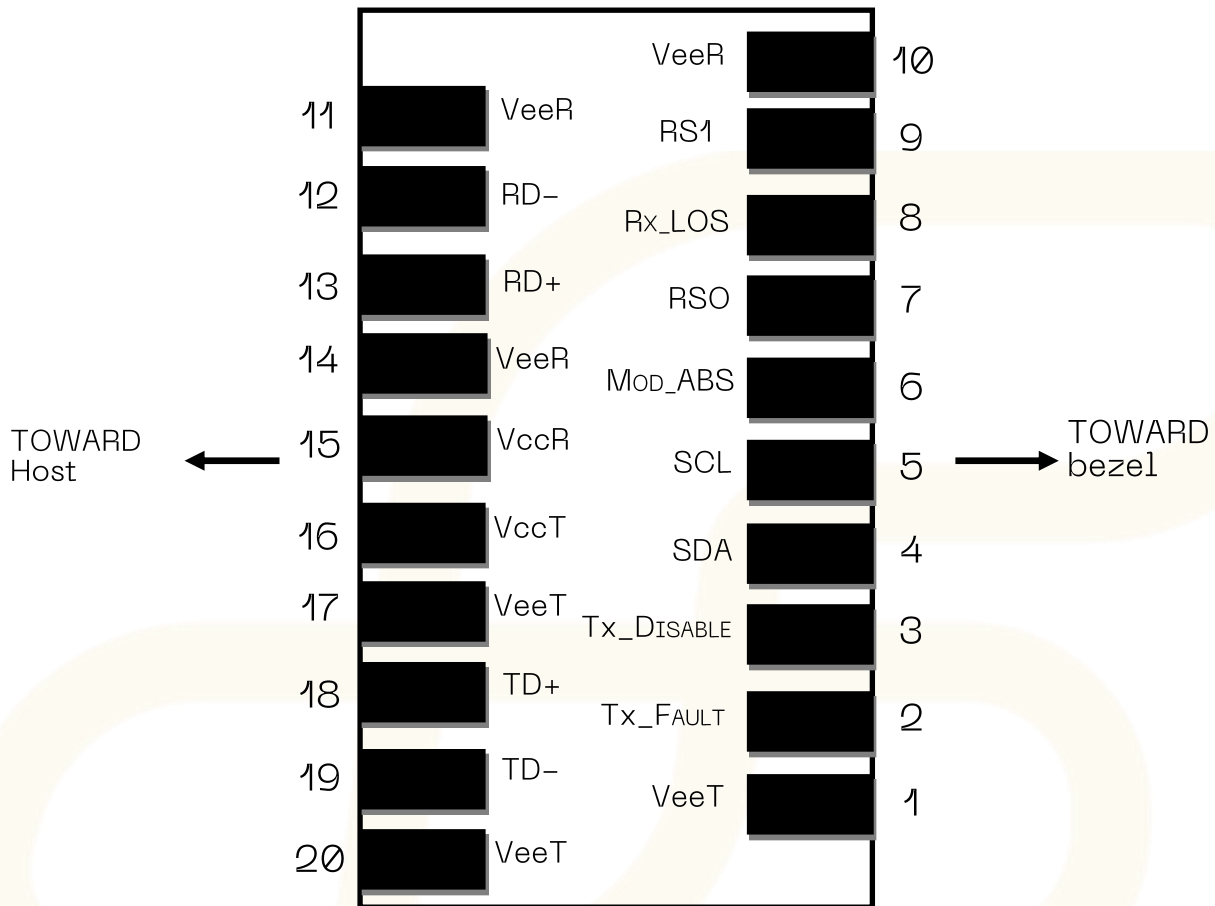 VeeR 10
11 VeeR
RS1 9
12 RD-
Rx_LOS 8
13 RD+
RSO 7
14 VeeR
Mod_ABS 6
15 VccR
SCL 5
TOWARD
Host
TOWARD
bezel
16 VccT
SDA 4
17 VeeT
Tx_Disable 3
18 TD+
Tx_Fault 2
19 TD-
VeeT 1
20 VeeT